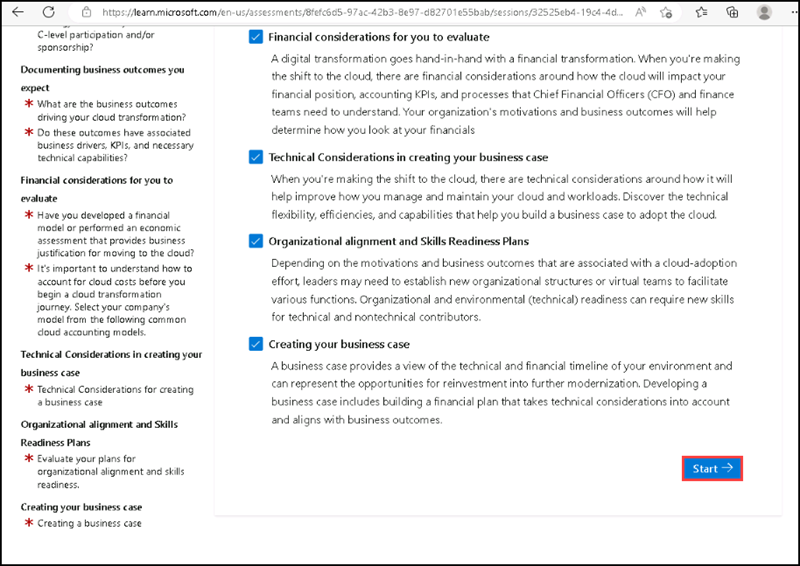 https://learn.microsoft.com/en-us/assessments/8fefc6d5-97ac-42b3-8e97-d82701e55bab/sessions/32525eb4-19c4-4d...
C-level participation and/or
sponsorship?
Documenting business outcomes you
expect
* What are the business outcomes
driving your cloud transformation?
* Do these outcomes have associated
business drivers, KPIs, and necessary
technical capabilities?
Financial considerations for you to
evaluate
* Have you developed a financial
model or performed an economic
assessment that provides business
justification for moving to the cloud?
* It's important to understand how to
account for cloud costs before you
begin a cloud transformation
journey. Select your company's
model from the following common
cloud accounting models.
Technical Considerations in creating your
business case
* Technical Considerations for creating
a business case
Organizational alignment and Skills
Readiness Plans
* Evaluate your plans for
organizational alignment and skills
readiness.
Creating your business case
* Creating a business case
Financial considerations for you to evaluate
A digital transformation goes hand-in-hand with a financial transformation. When you're making
the shift to the cloud, there are financial considerations around how the cloud will impact your
financial position, accounting KPIs, and processes that Chief Financial Officers (CFO) and finance
teams need to understand. Your organization's motivations and business outcomes will help
determine how you look at your financials
Technical Considerations in creating your business case
When you're making the shift to the cloud, there are technical considerations around how it will
help improve how you manage and maintain your cloud and workloads. Discover the technical
flexibility, efficiencies, and capabilities that help you build a business case to adopt the cloud.
Organizational alignment and Skills Readiness Plans
Depending on the motivations and business outcomes that are associated with a cloud-adoption
effort, leaders may need to establish new organizational structures or virtual teams to facilitate
various functions. Organizational and environmental (technical) readiness can require new skills
for technical and nontechnical contributors.
Creating your business case
A business case provides a view of the technical and financial timeline of your environment and
can represent the opportunities for reinvestment into further modernization. Developing a
business case includes building a financial plan that takes technical considerations into account
and aligns with business outcomes.
Start →